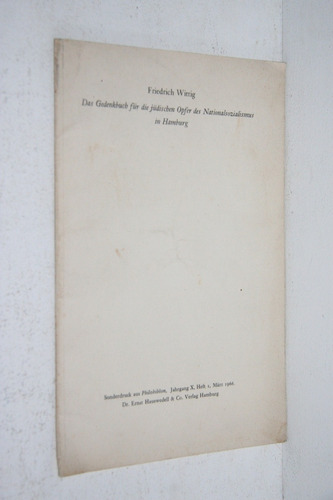 Friedrich Wittig
Das Gedenkbuch für die jüdischen Opfer des Nationalsozialismus
in Hamburg
Sonderdruck aus Philobiblon, Jahrgang X, Heft 1, März 1966
Dr. Ernst Hauswedell & Co. Verlag Hamburg